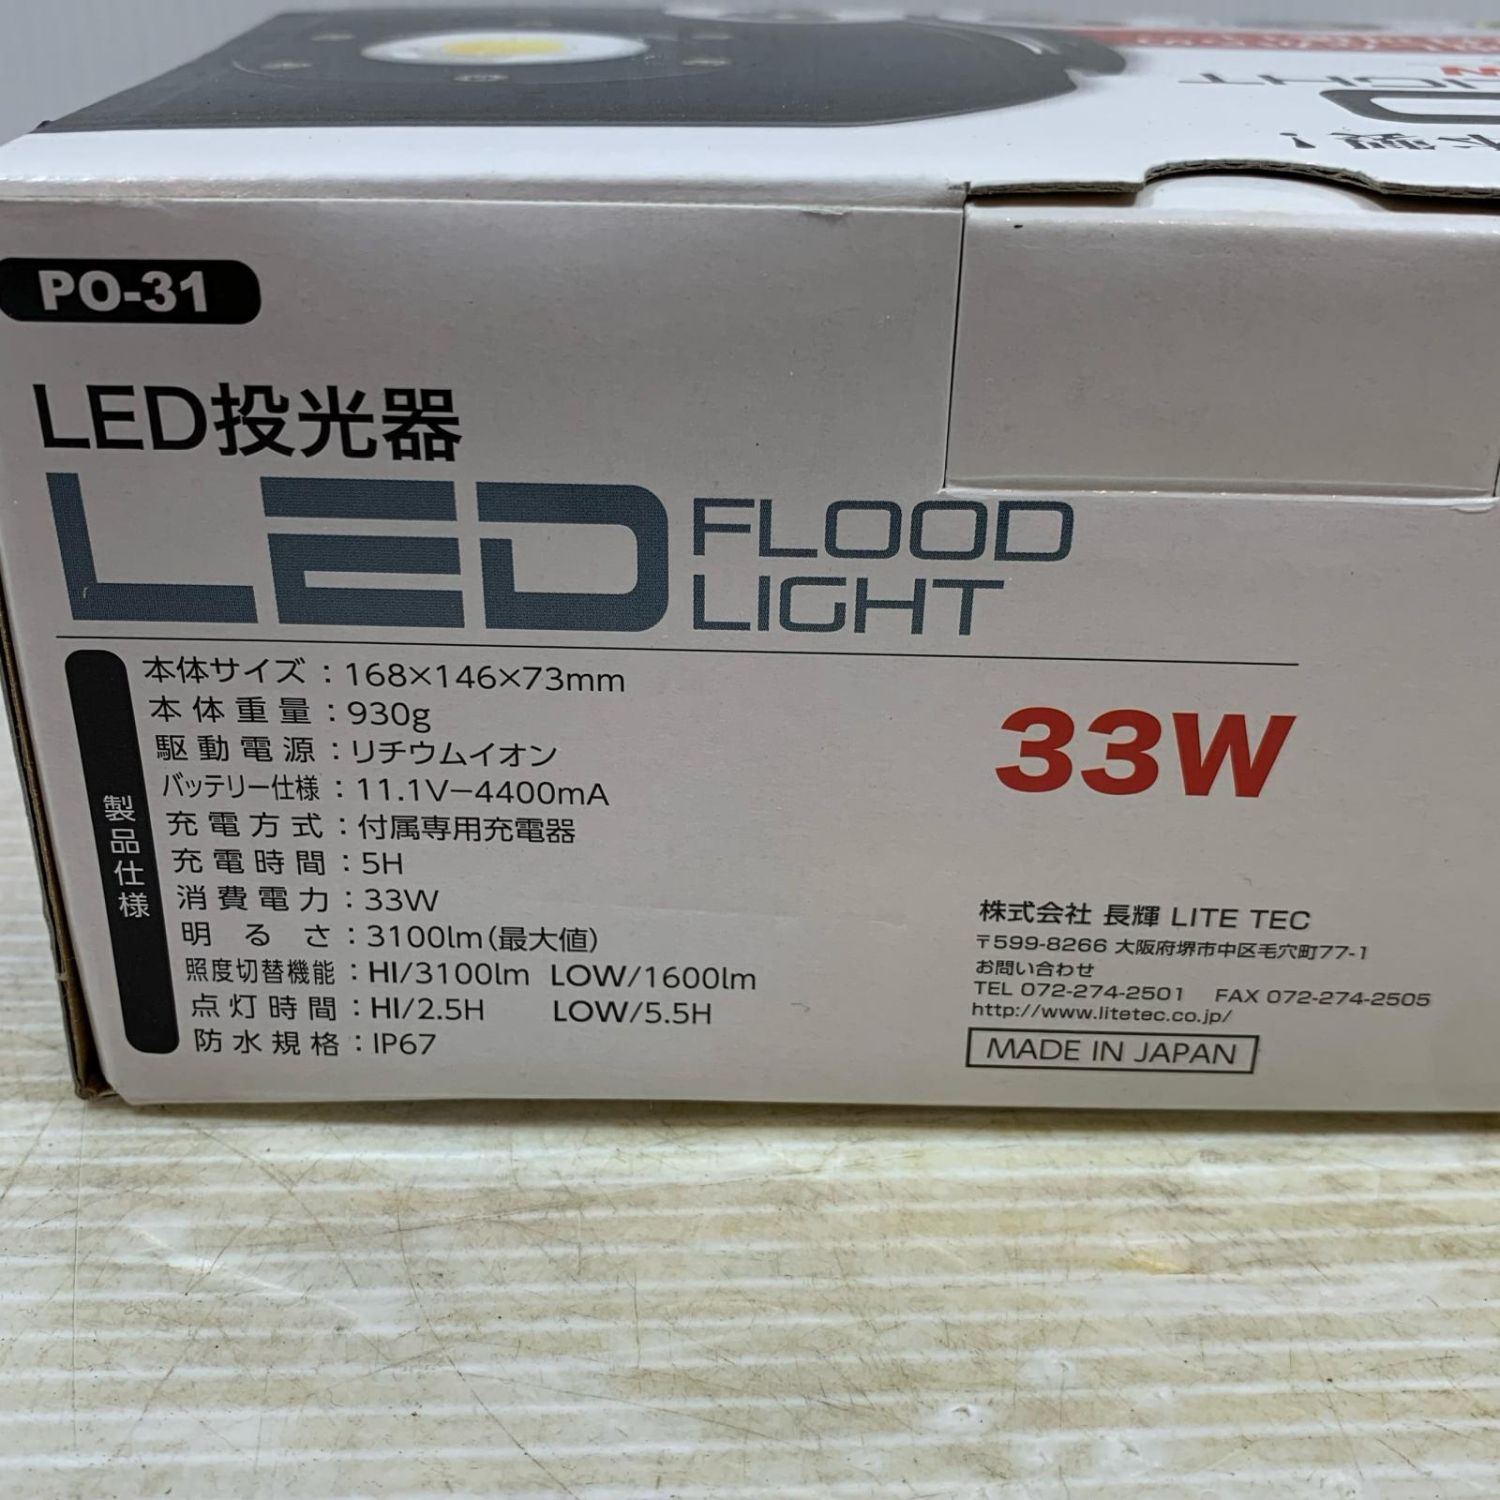 PO-31
LED投光器
LED FLOOD LIGHT
製品仕様
本体サイズ：168×146×73mm
本体重量：930g
駆動電源：リチウムイオン
バッテリー仕様：11.1V−4400mA
充電方式：付属専用充電器
充電時間：5H
消費電力：33W
明るさ：3100lm(最大値)
照度切替機能：HI/3100lm LOW/1600lm
点灯時間：HI/2.5H LOW/5.5H
防水規格：IP67
33W
株式会社 長輝 LITE TEC
〒599-8266 大阪府堺市中区毛穴町77-1
お問い合わせ
TEL 072-274-2501 FAX 072-274-2505
http://www.litetec.co.jp/
MADE IN JAPAN